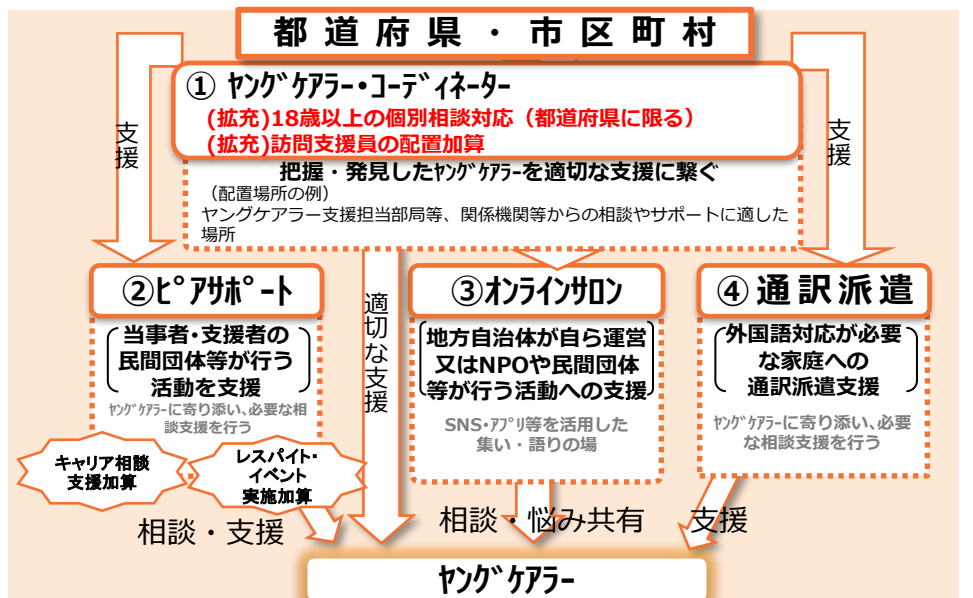 都道府県・市区町村
① ﾔﾝｸﾞｹｱﾗｰ・ｺｰﾃﾞｨﾈｰﾀｰ
(拡充)18歳以上の個別相談対応（都道府県に限る）
(拡充)訪問支援員の配置加算
把握・発見したﾔﾝｸﾞｹｱﾗｰを適切な支援に繋ぐ
（配置場所の例）
ヤングケアラー支援担当部局等、関係機関等からの相談やサポートに適した
場所
支援
支援
②ﾋﾟｱｻﾎﾟｰﾄ
当事者・支援者の
民間団体等が行う
活動を支援
ﾔﾝｸﾞｹｱﾗｰに寄り添い､必要な相
談支援を行う
キャリア相談
支援加算
レスパイト・
イベント
実施加算
相談・支援
適切な支援
③ｵﾝﾗｲﾝｻﾛﾝ
地方自治体が自ら運営
又はNPOや民間団体
等が行う活動への支援
SNS・ｱﾌﾟﾘ等を活用した
集い・語りの場
相談・悩み共有
④通訳派遣
外国語対応が必要
な家庭への
通訳派遣支援
ﾔﾝｸﾞｹｱﾗｰに寄り添い､必要
な相談支援を行う
支援
ﾔﾝｸﾞｹｱﾗｰ